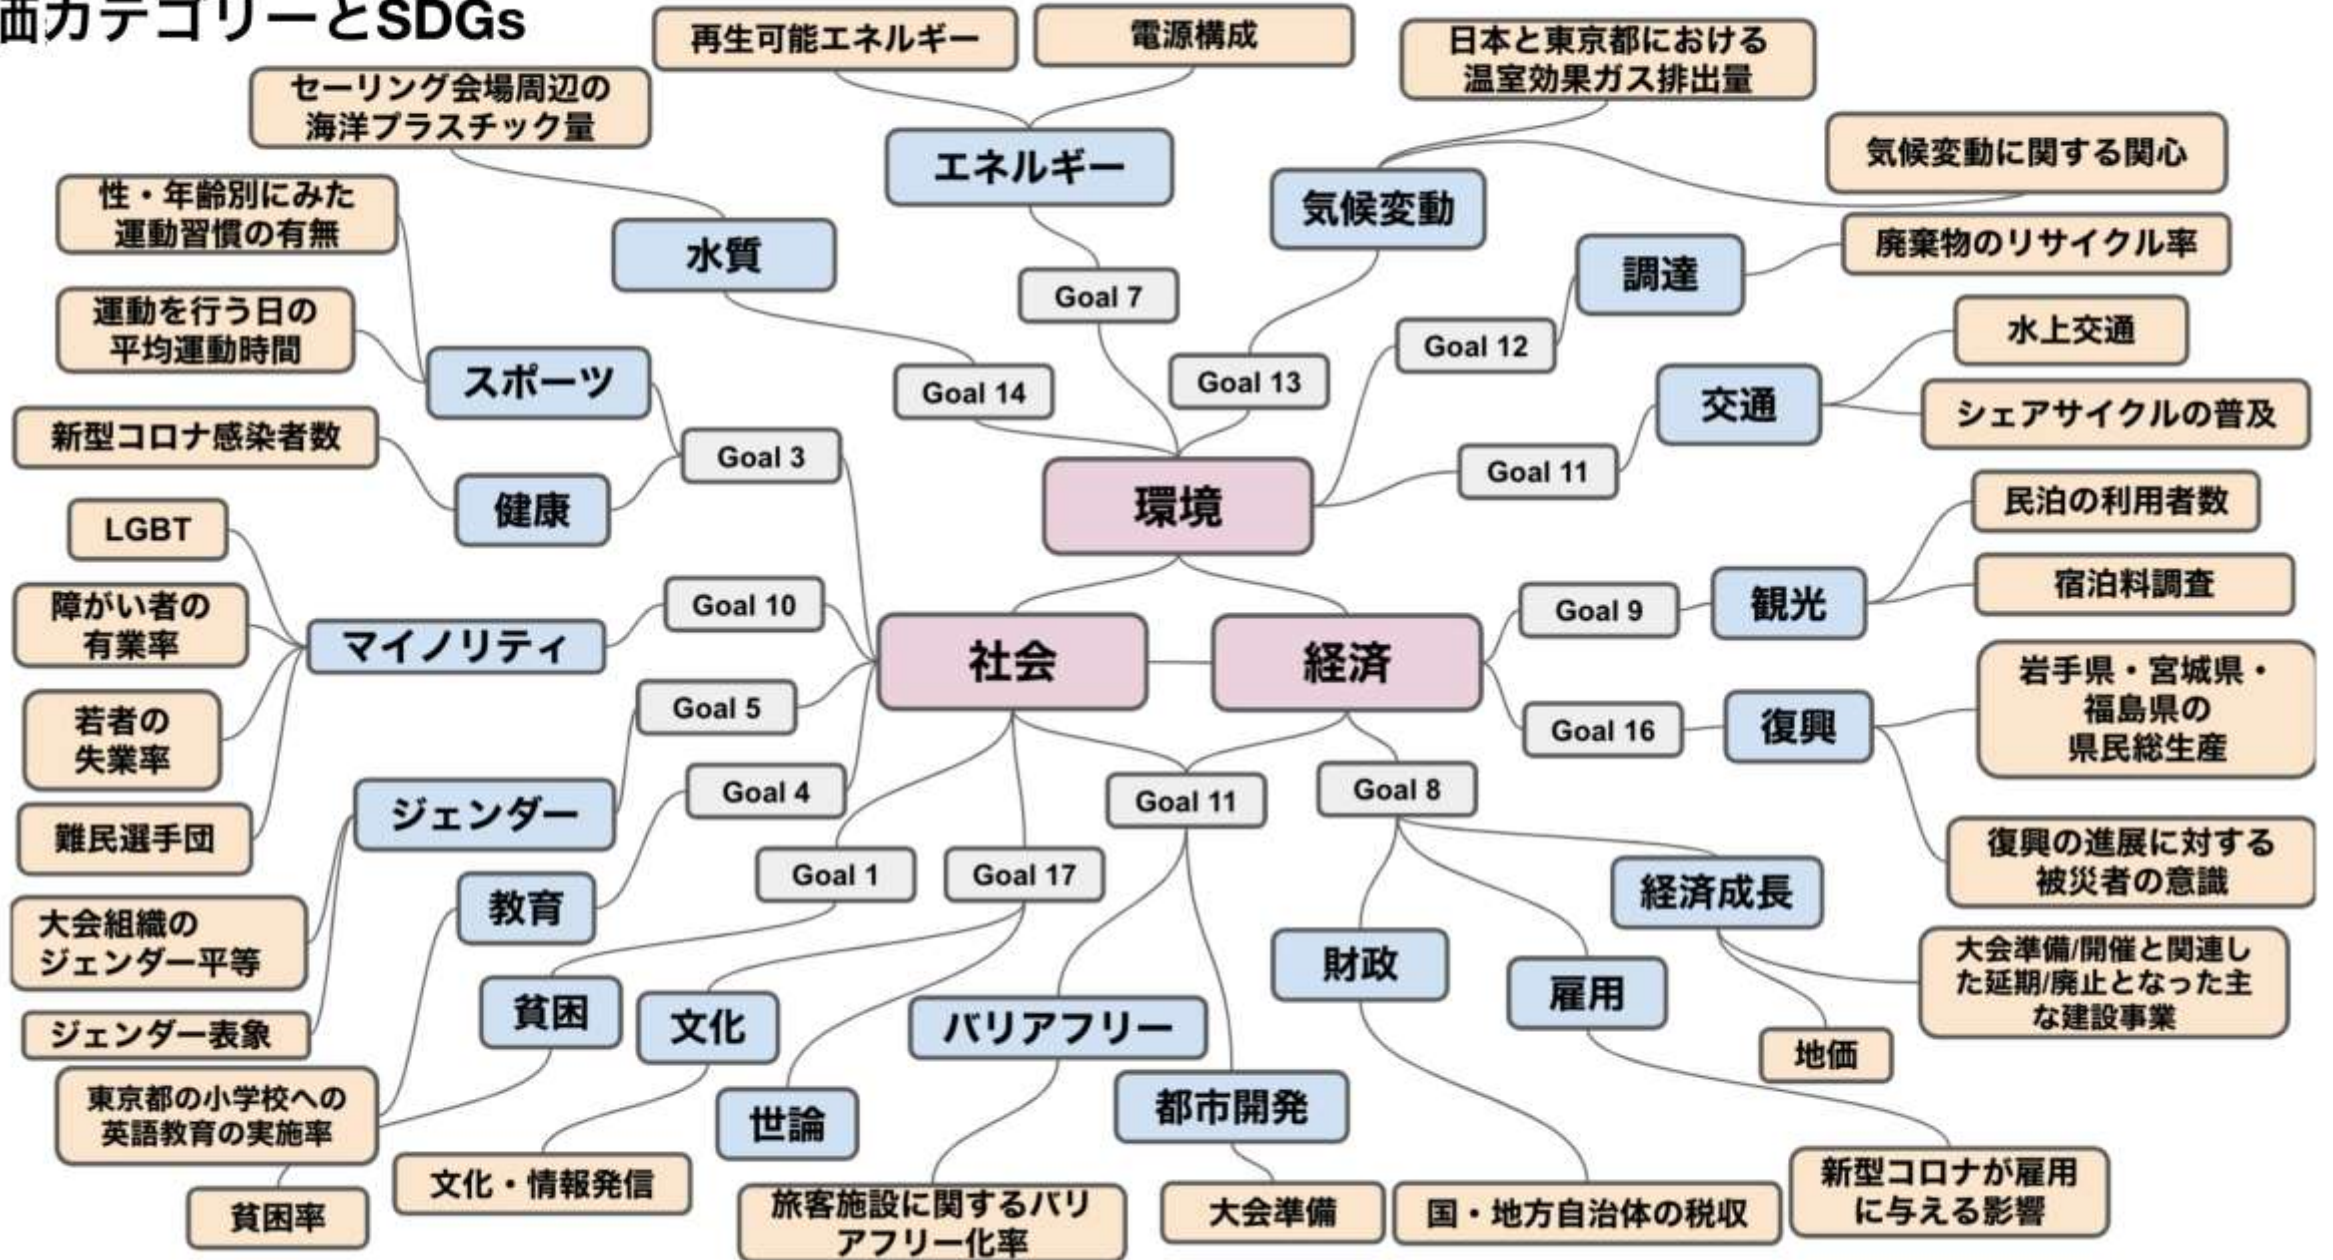 価カテゴリーとSDGs
再生可能エネルギー
電源構成
日本と東京都における
温室効果ガス排出量
セーリング会場周辺の
海洋プラスチック量
エネルギー
気候変動に関する関心
性・年齢別にみた
運動習慣の有無
水質
気候変動
調達
廃棄物のリサイクル率
Goal 7
運動を行う日の
平均運動時間
スポーツ
Goal 14
Goal 13
Goal 12
水上交通
交通
シェアサイクルの普及
新型コロナ感染者数
Goal 3
Goal 11
健康
環境
民泊の利用者数
LGBT
障がい者の
有業率
マイノリティ
Goal 10
社会
経済
Goal 9
観光
宿泊料調査
若者の
失業率
Goal 5
Goal 16
復興
岩手県・宮城県・
福島県の
県民総生産
難民選手団
ジェンダー
Goal 4
Goal 11
Goal 8
復興の進展に対する
被災者の意識
Goal 1
Goal 17
経済成長
大会組織の
ジェンダー平等
教育
財政
雇用
大会準備/開催と関連し
た延期/廃止となった主
な建設事業
ジェンダー表象
貧困
文化
バリアフリー
地価
東京都の小学校への
英語教育の実施率
世論
都市開発
貧困率
文化・情報発信
旅客施設に関するバリ
アフリー化率
大会準備
国・地方自治体の税収
新型コロナが雇用
に与える影響